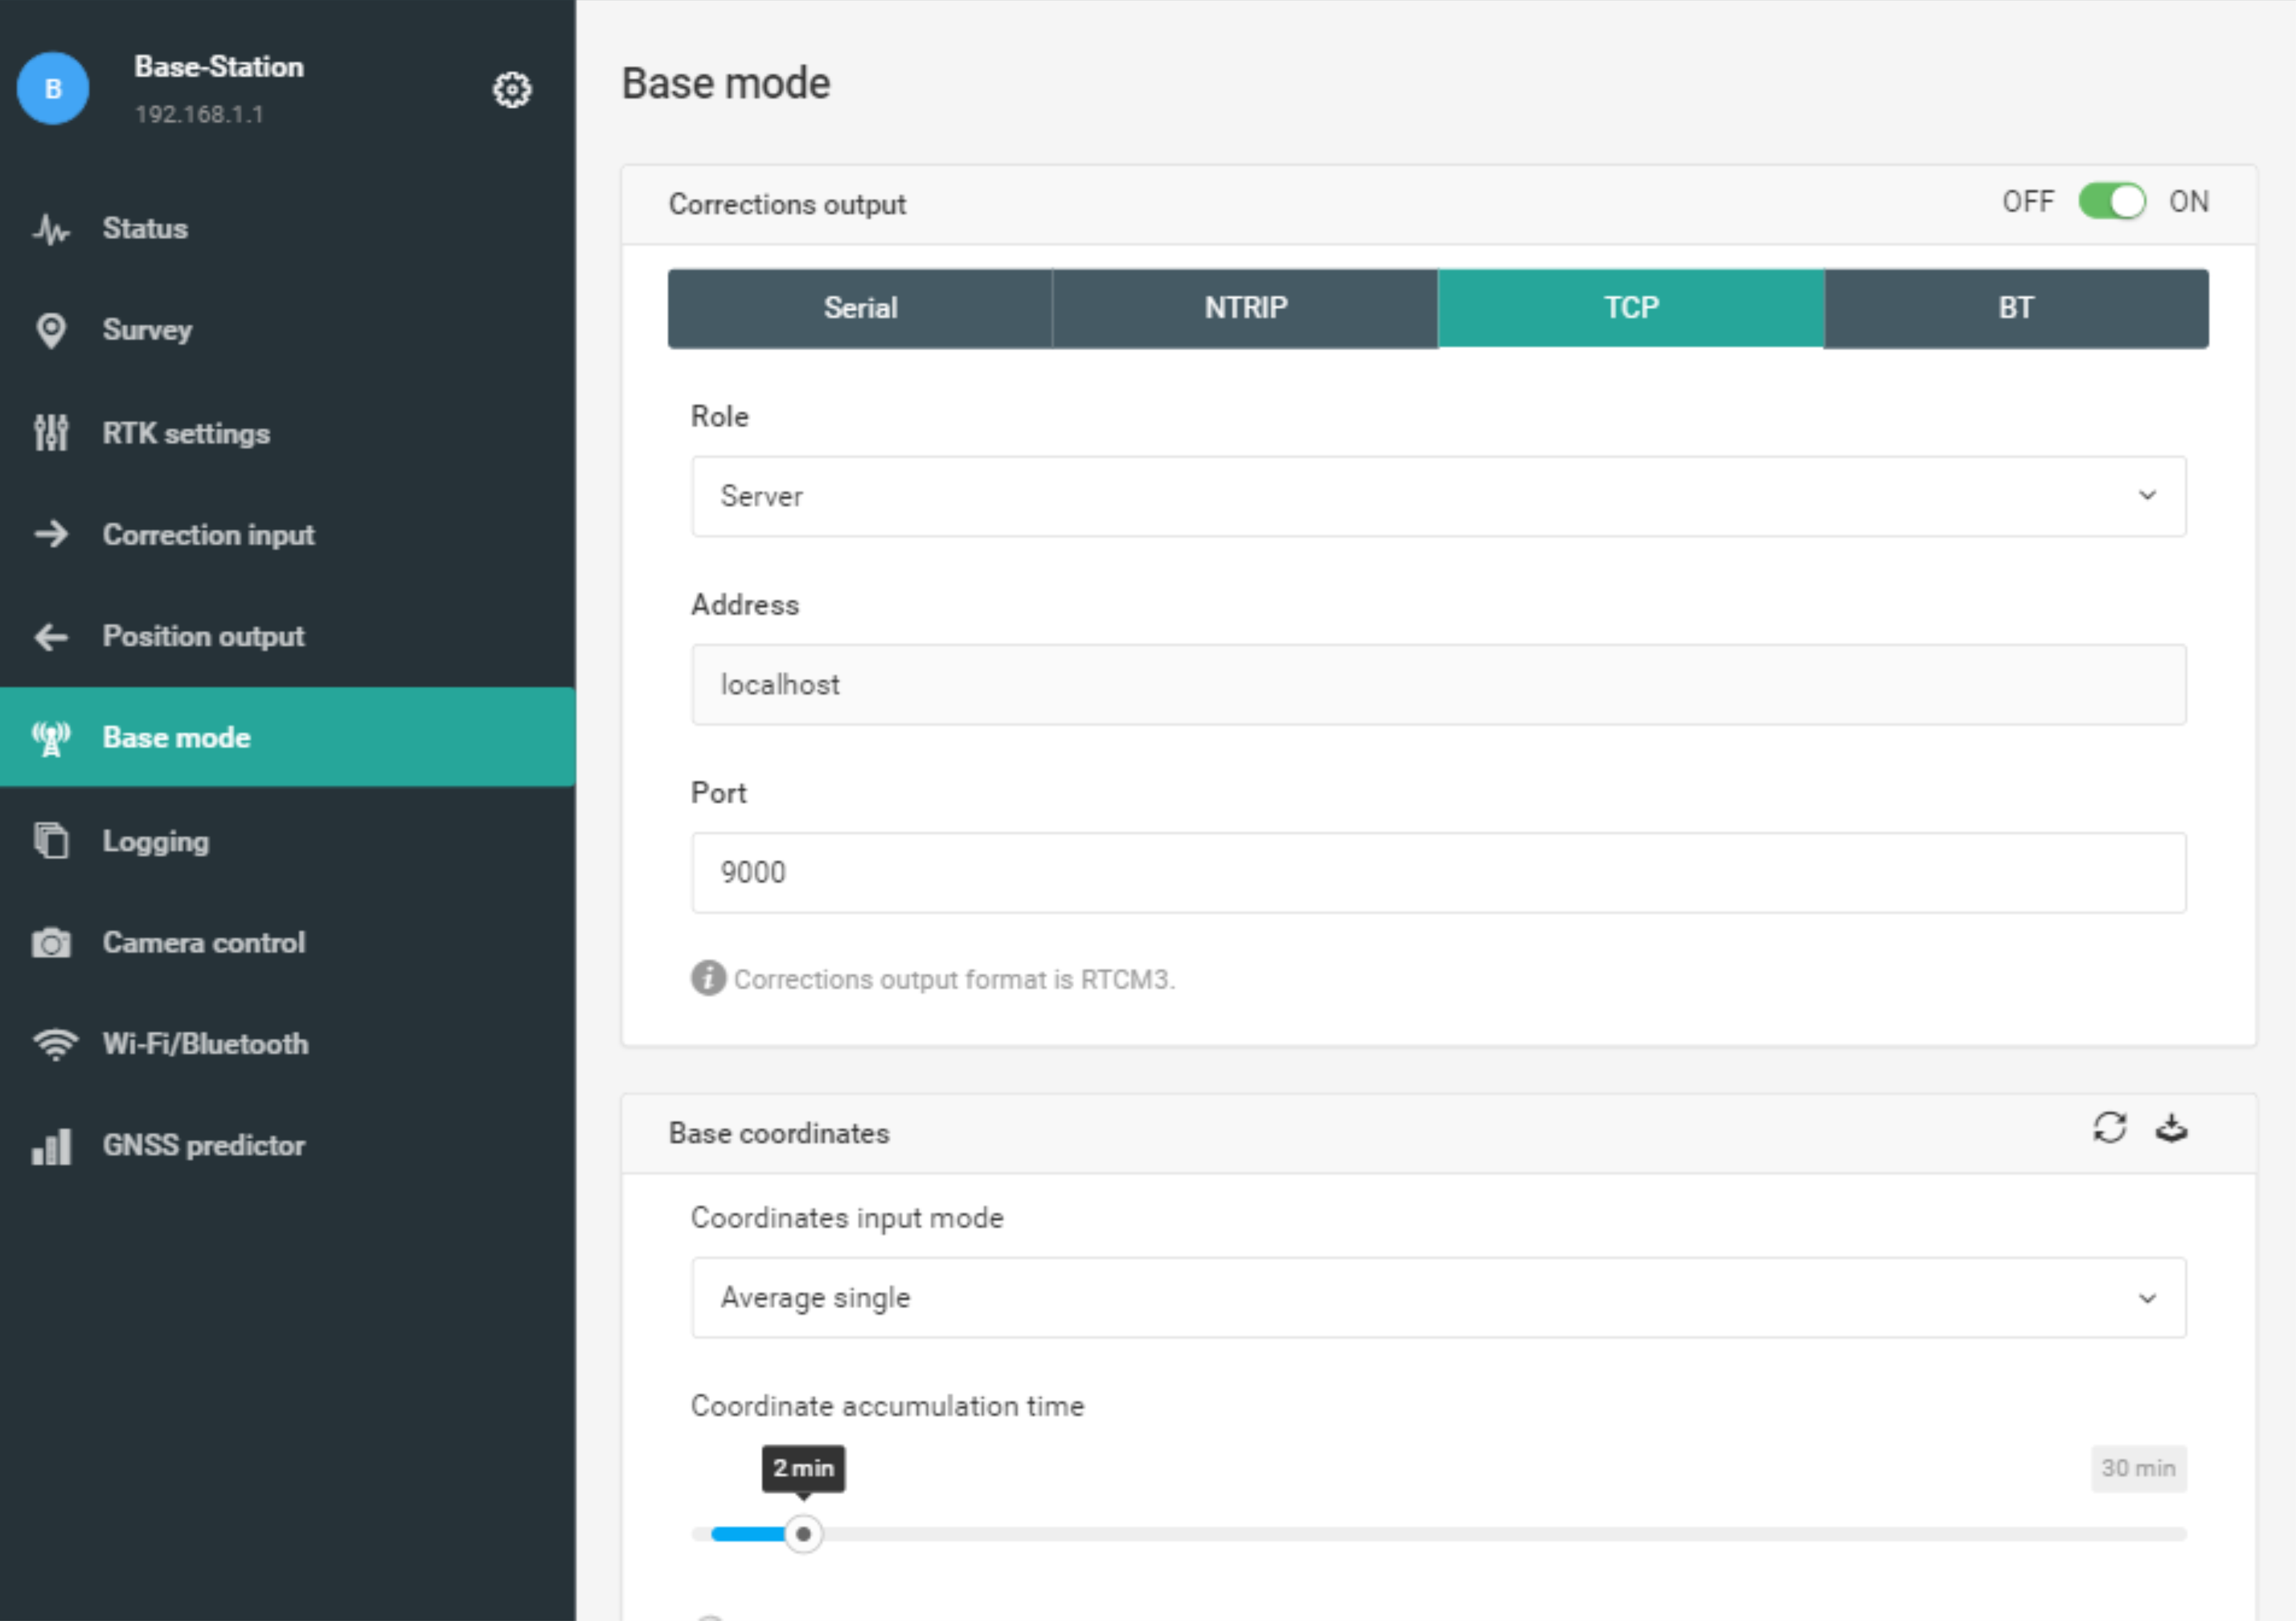 B
Base-Station
192.168.1.1
Status
Survey
RTK settings
Correction input
Position output
Base mode
Logging
Camera control
Wi-Fi/Bluetooth
GNSS predictor
Base mode
Corrections output
OFF ON
Serial NTRIP TCP BT
Role
Server
Address
localhost
Port
9000
Corrections output format is RTCM3.
Base coordinates
Coordinates input mode
Average single
Coordinate accumulation time
2 min 30 min